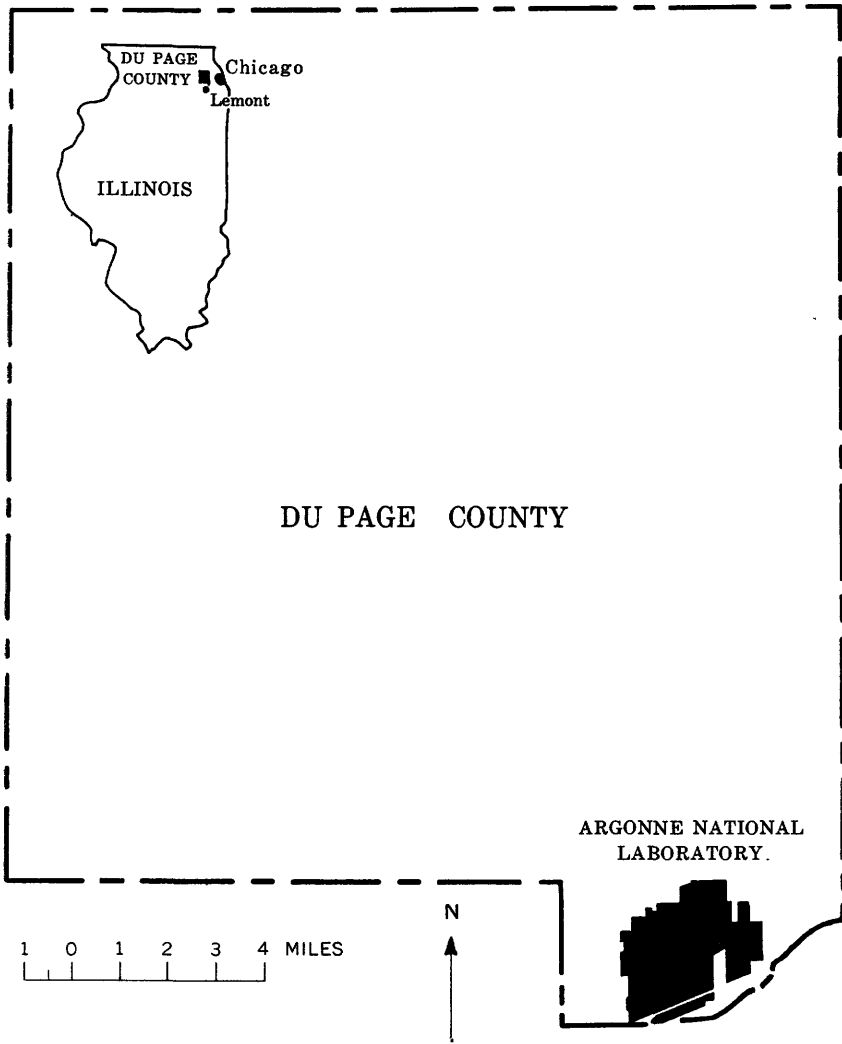 DU PAGE
COUNTY
Chicago
Lemont
ILLINOIS
DU PAGE COUNTY
ARGONNE NATIONAL
LABORATORY.
N
1 0 1 2 3 4 MILES